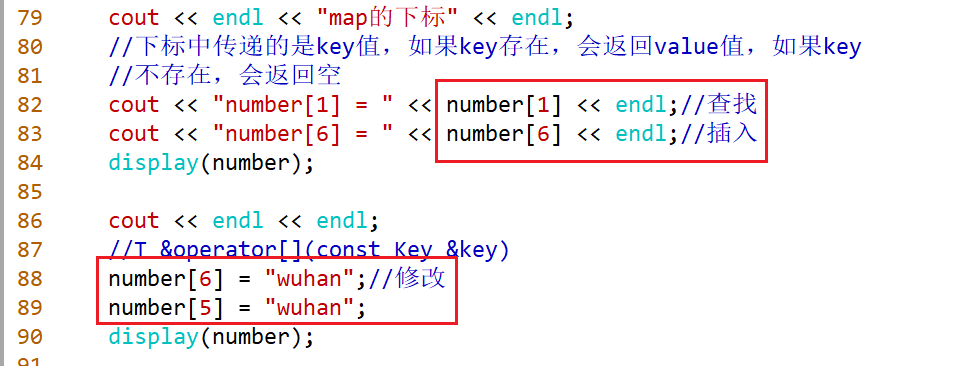 79 cout << endl << "map的下标" << endl;
80 //下标中传递的是key值，如果key存在，会返回value值，如果key
81 //不存在，会返回空
82 cout << "number[1] = " << number[1] << endl;//查找
83 cout << "number[6] = " << number[6] << endl;//插入
84 display(number);
85
86 cout << endl << endl;
87 //T &operator[](const Key &key)
88 number[6] = "wuhan";//修改
89 number[5] = "wuhan";
90 display(number);
91